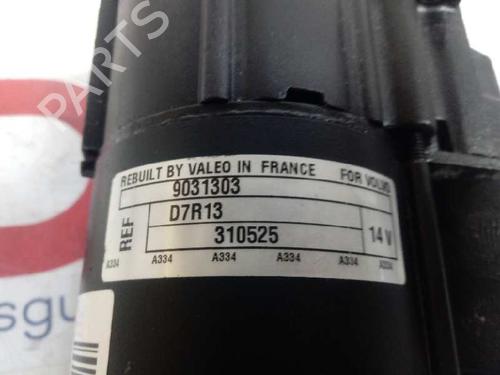 PARTS
REBUILT BY VALEO IN FRANCE FOR VOLVO
9031303
REF D7R13
310525 14 V
A334 A334 A334 A334 A334 A334
sgu